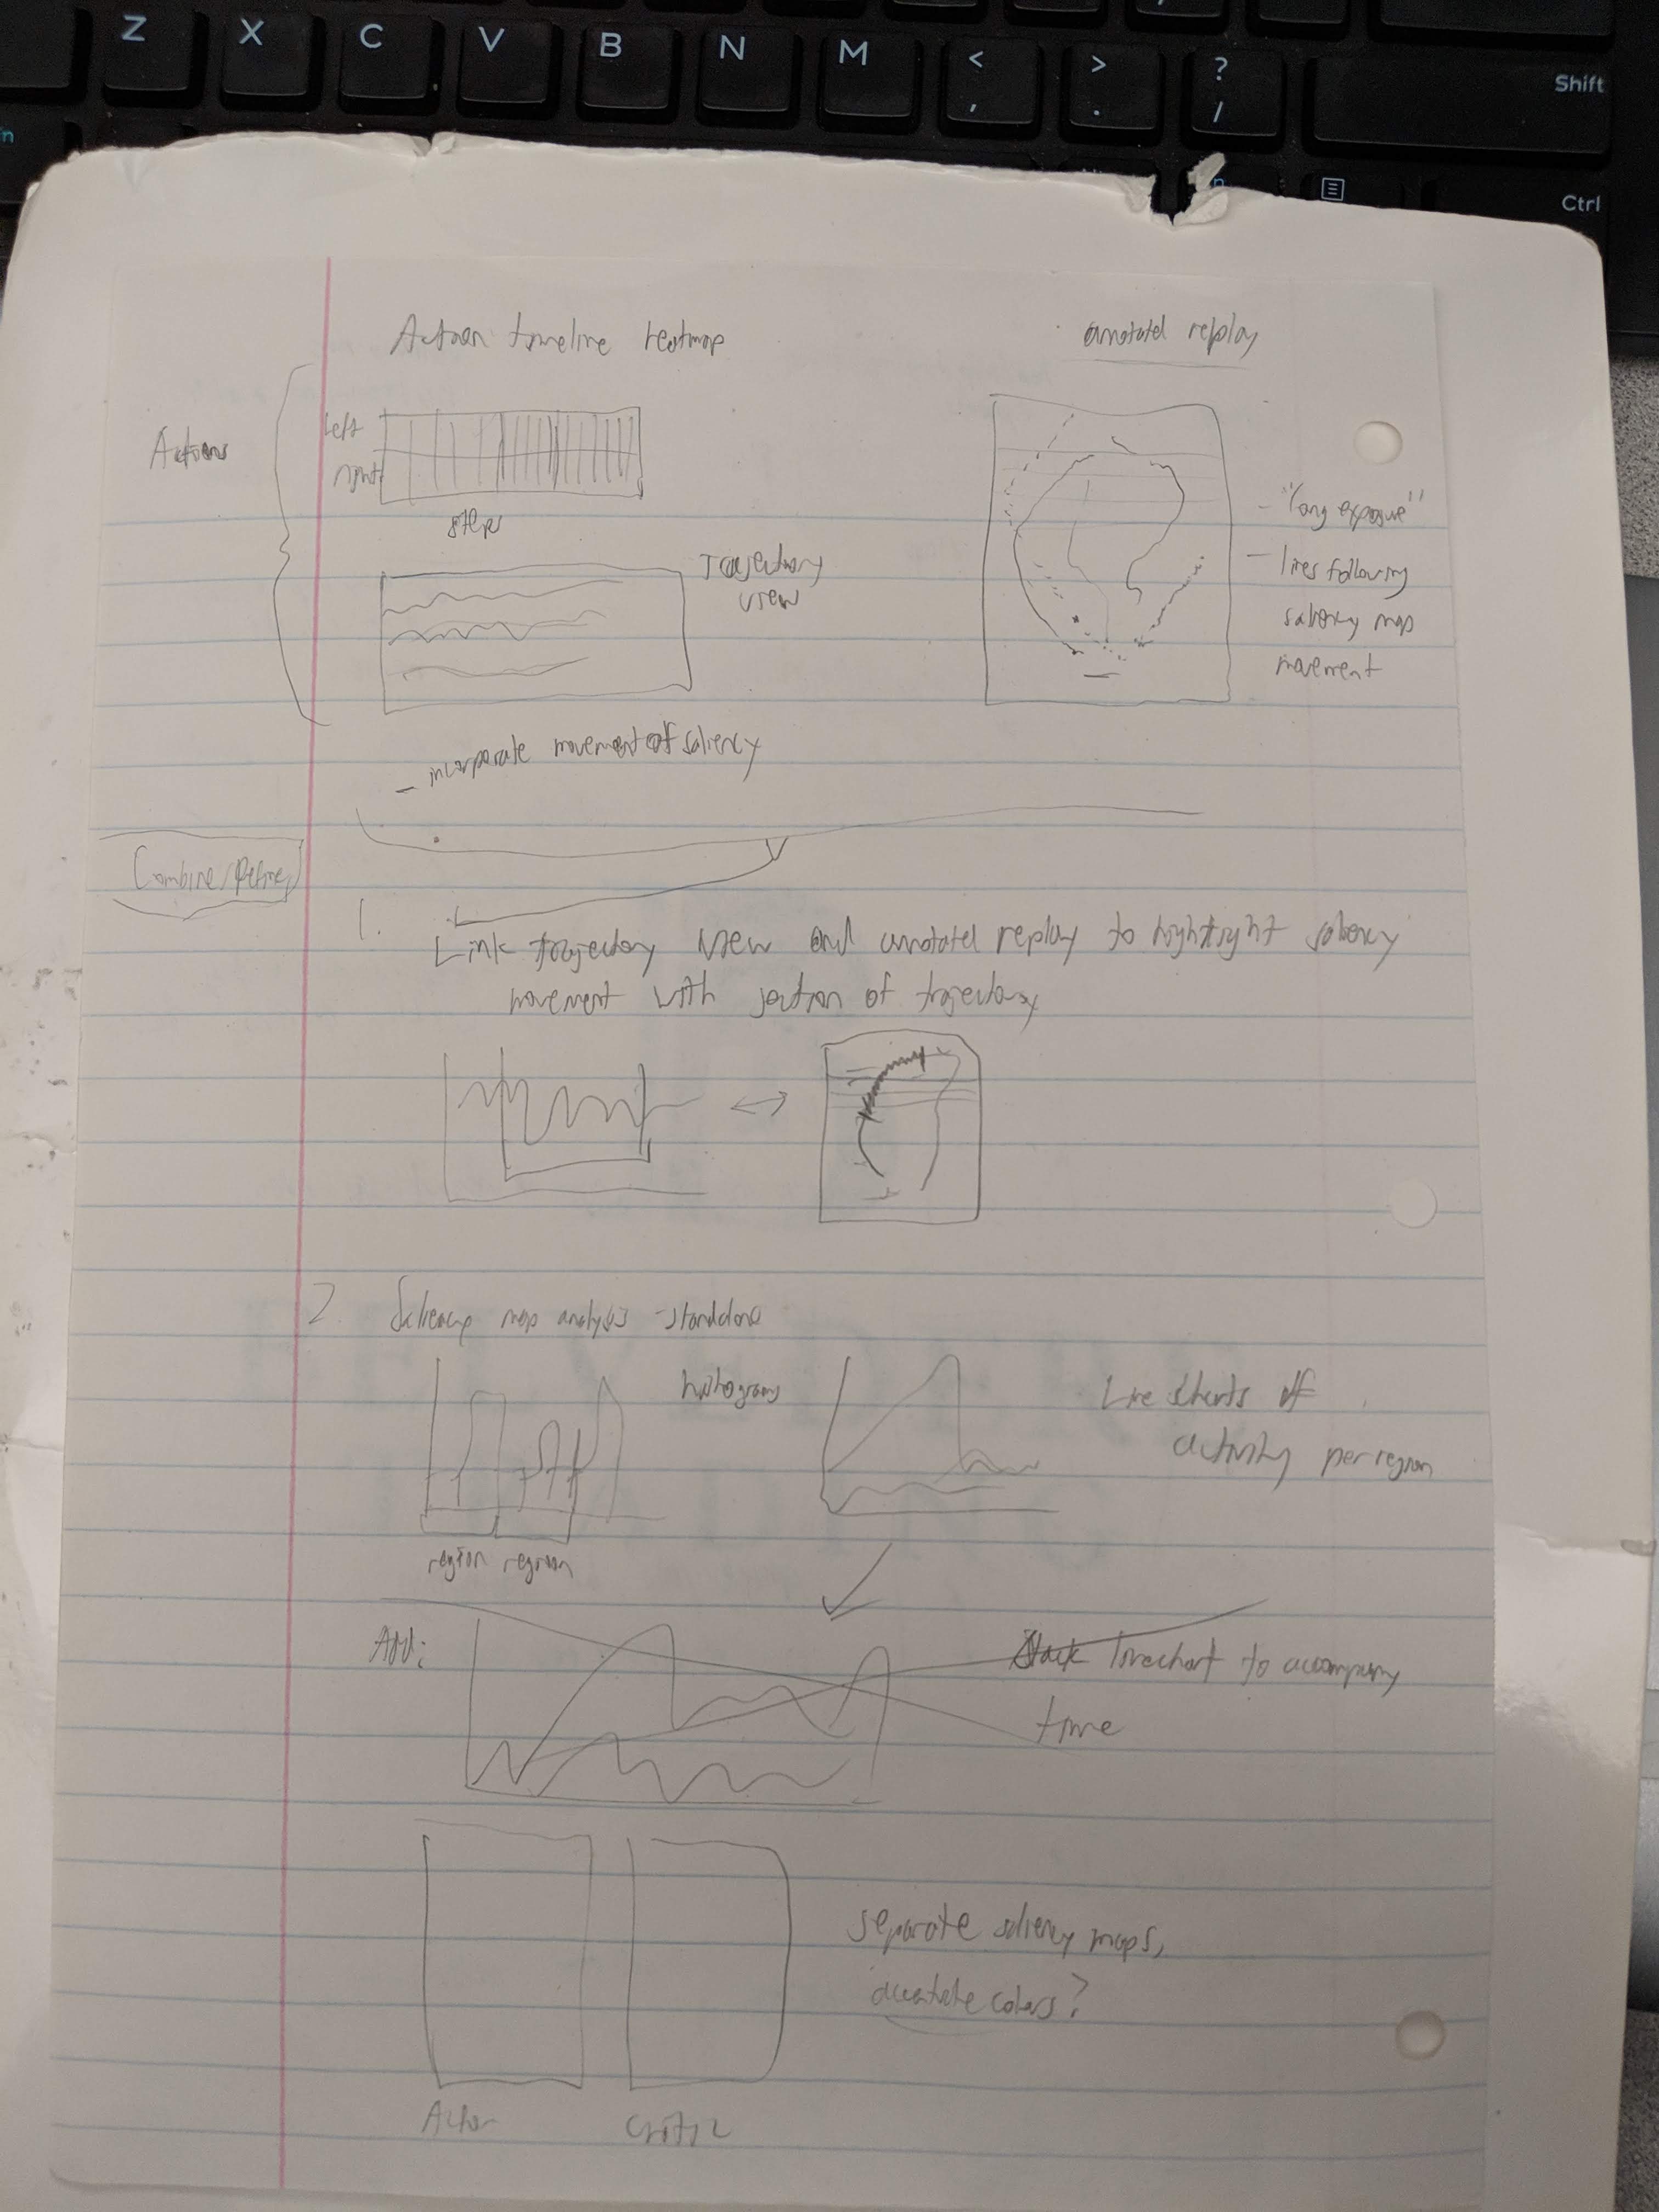 Z X C V B N M < , > . ? / Shift
n
Ctrl
Action timeline heatmap
annotated replay
Actions
Left
right
steps
Trajectory
view
- "long exposure"
- lines following
saliency map
movement
- incorporate movement of saliency
Combine/Refine
1.
Link trajectory view and annotated replay to highlight saliency
movement with section of trajectory
2. Saliency map analysis - standalone
histograms
Line charts of
activity per region
region region
Add:
Stack linechart to accompany
time
separate saliency maps,
colors?
Actor
Critic